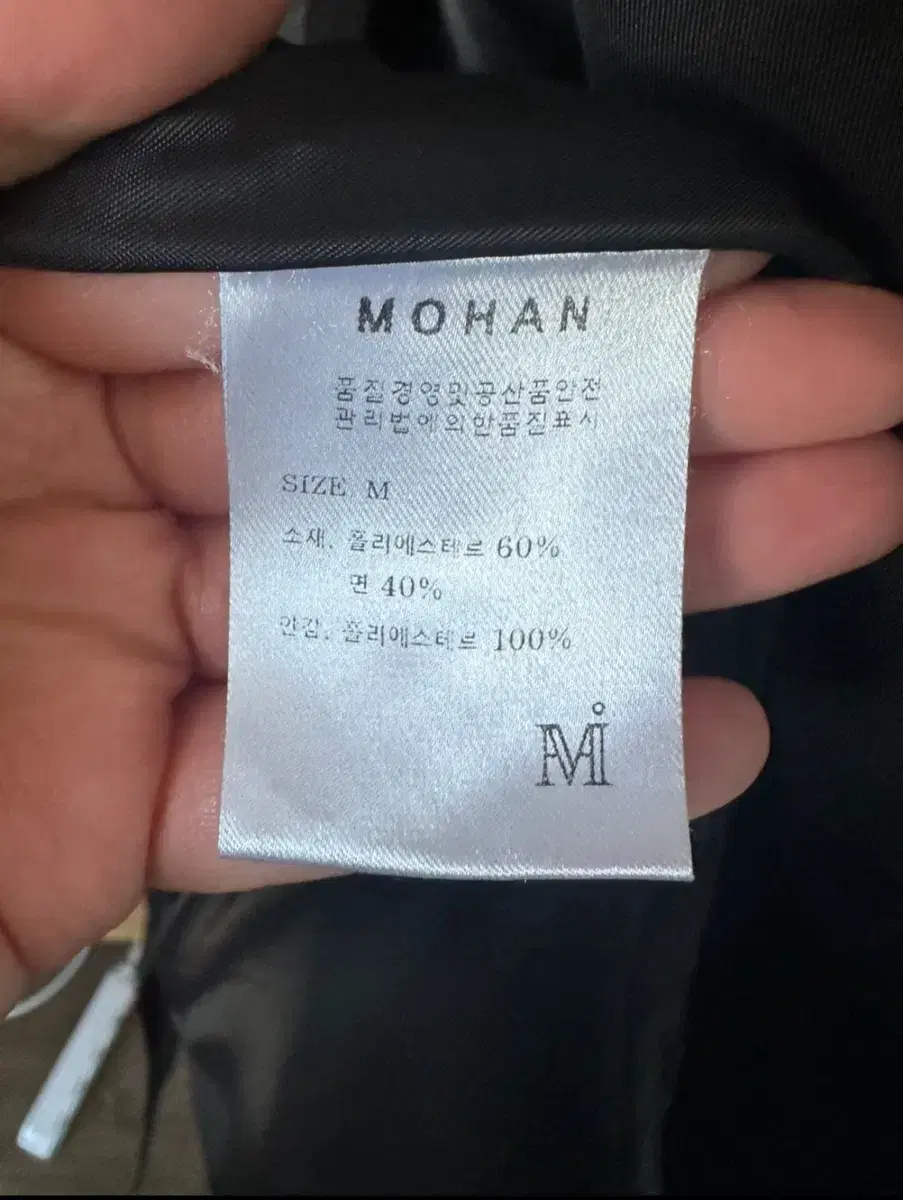 MOHAN
품질경영및공산품안전
관리법에의한품질표시
SIZE M
소재. 폴리에스테르 60%
면 40%
안감. 폴리에스테르 100%